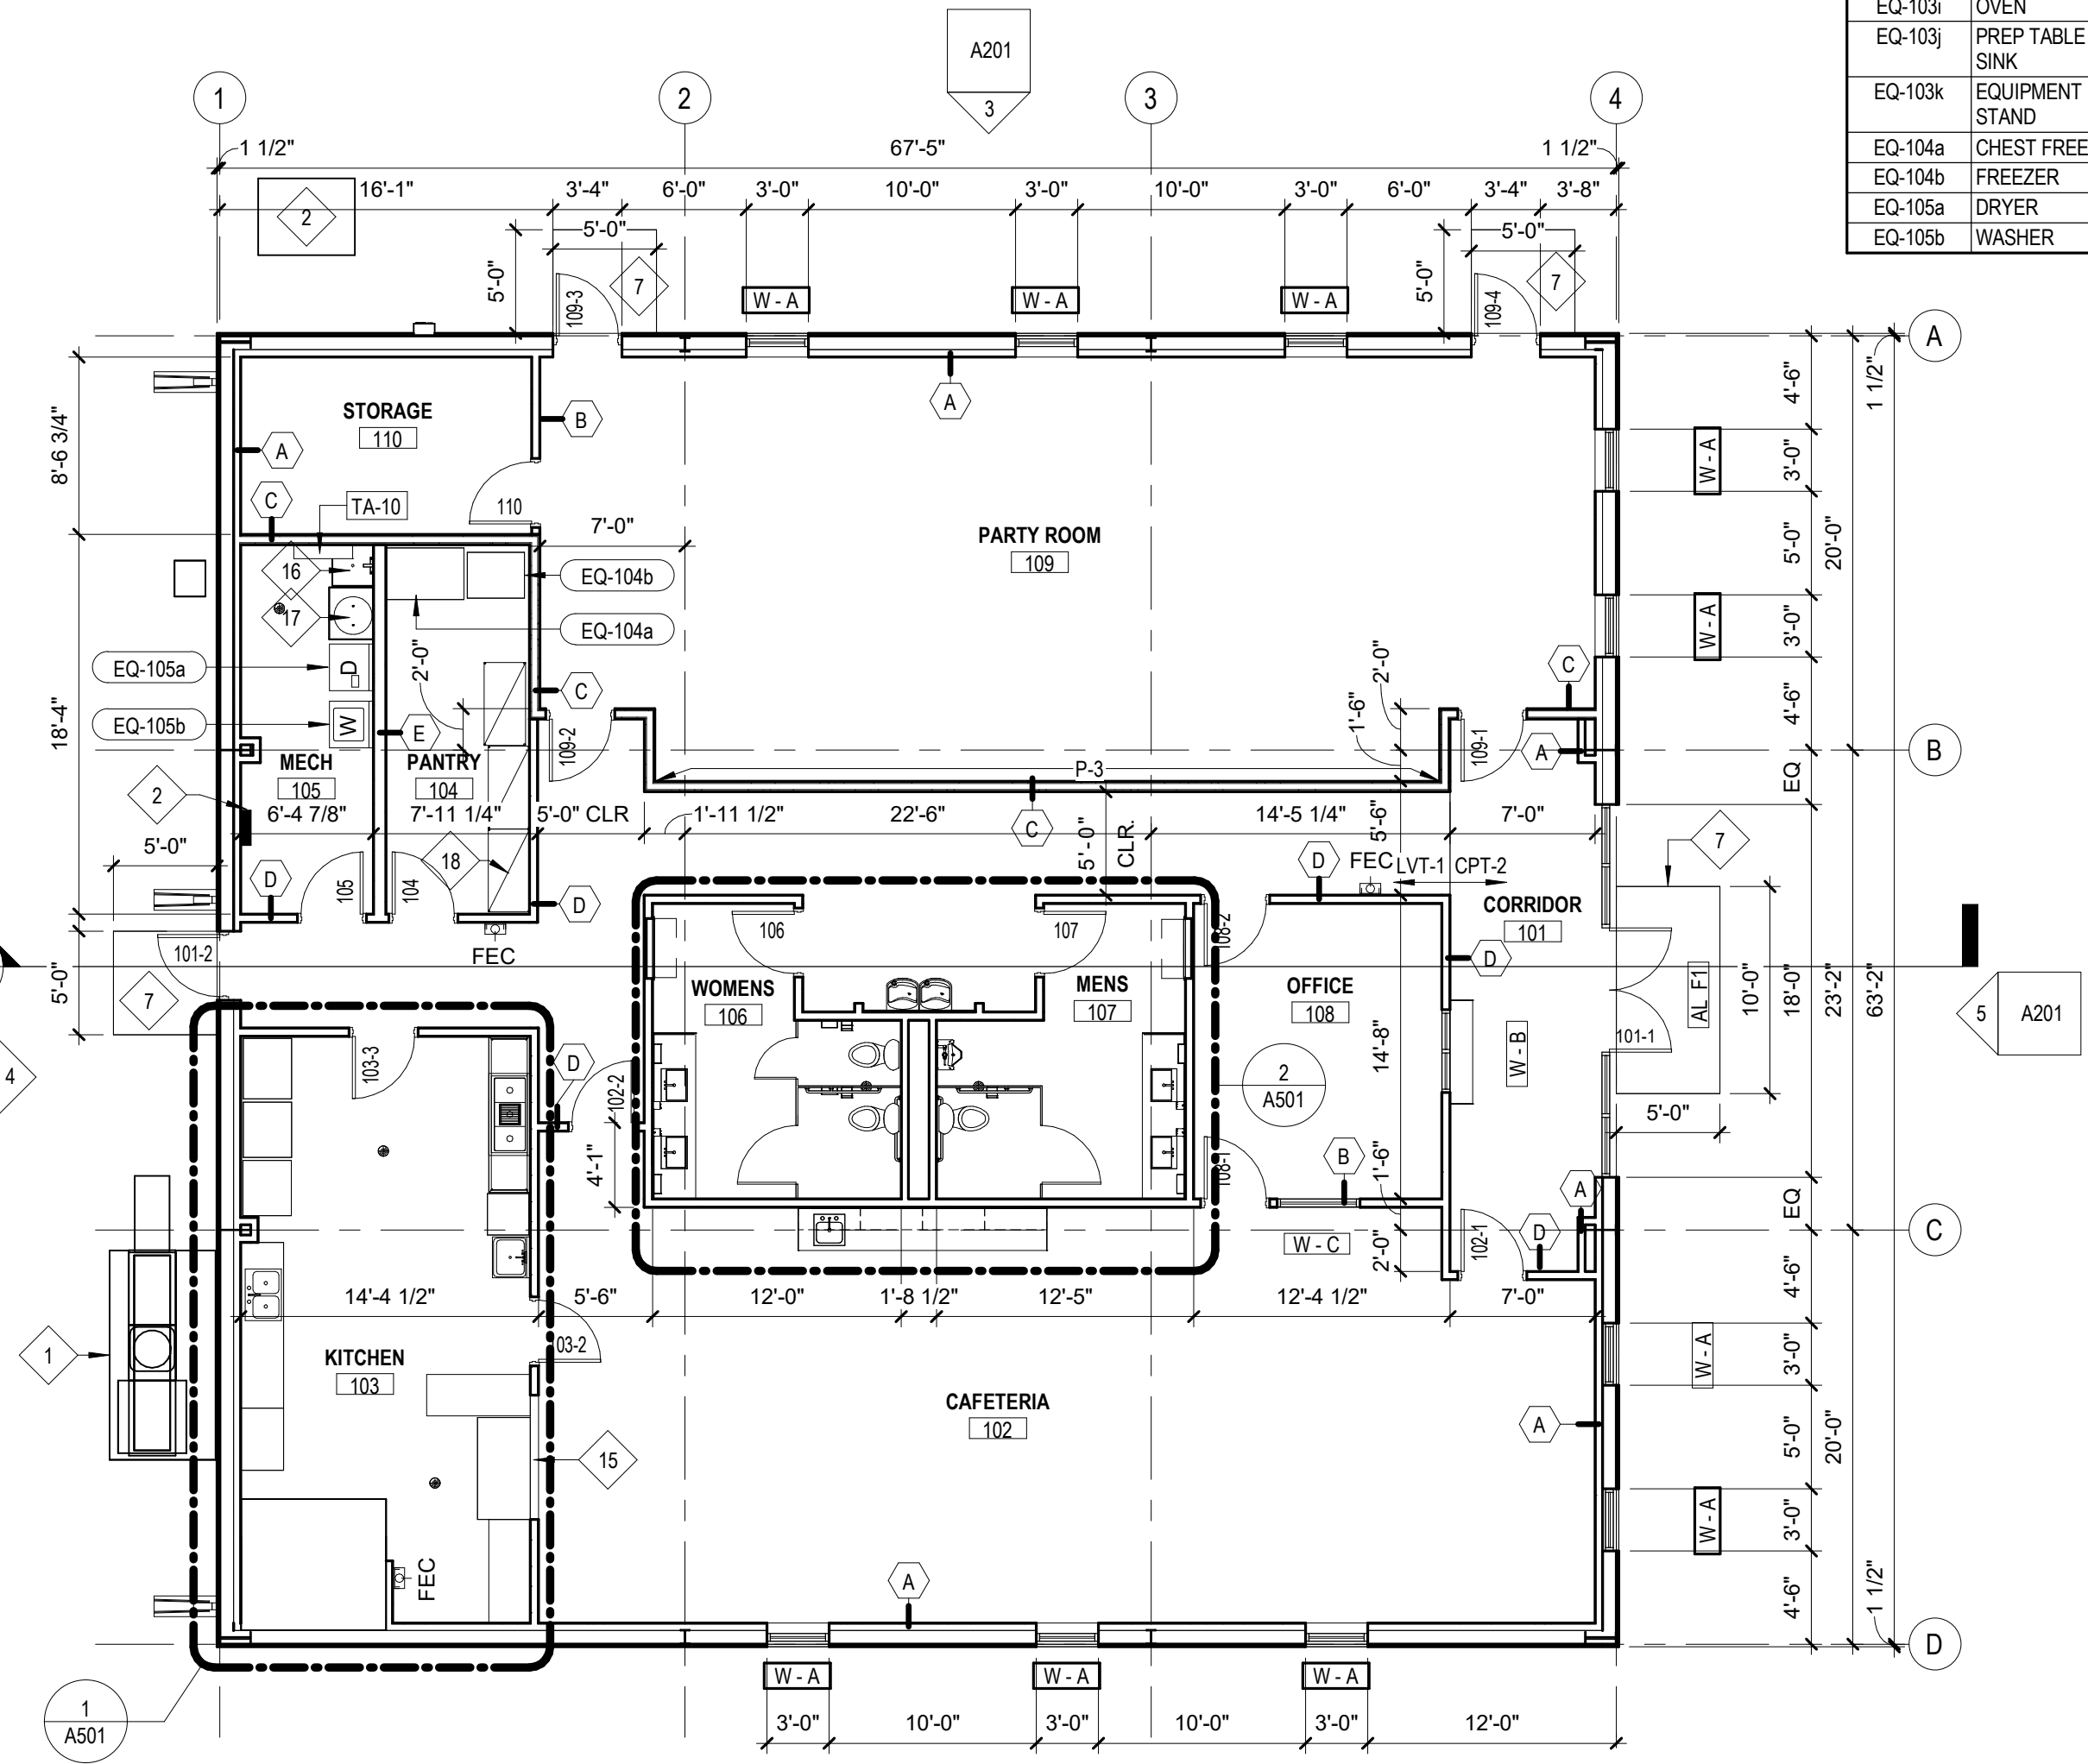 EQ-103i OVEN
EQ-103j PREP TABLE
SINK
EQ-103k EQUIPMENT
STAND
EQ-104a CHEST FREE
EQ-104b FREEZER
EQ-105a DRYER
EQ-105b WASHER
A201
3
1 2 3 4
1 1/2" 67'-5" 1 1/2"
16'-1" 3'-4" 6'-0" 3'-0" 10'-0" 3'-0" 10'-0" 3'-0" 6'-0" 3'-4" 3'-8"
2
5'-0" 5'-0"
5'-0" 109-3 7 W - A W - A W - A 5'-0" 109-4 7
A
STORAGE
110
A B A
8'-6 3/4"
C TA-10 110
7'-0"
4'-6" 1 1/2"
W - A 3'-0"
PARTY ROOM
109
5'-0" 20'-0"
16 EQ-104b
17 EQ-104a
W - A 3'-0"
EQ-105a D 2'-0" C 2'-0" C
EQ-105b W E 109-2 1'-6" 109-1 A 4'-6"
18'-4"
B
MECH PANTRY P-3
105 104
2
EQ
6'-4 7/8" 7'-11 1/4" 5'-0" CLR 1'-11 1/2" 22'-6" 14'-5 1/4" 7'-0"
C 5'-0" CLR. 5'-6"
5'-0" 18 7
D 105 104 D D FEC LVT-1 CPT-2
CORRIDOR
101
106 107 108-2
101-2 FEC D
5'-0" 7
WOMENS MENS OFFICE
106 107 108
AL F1 10'-0" 18'-0" 23'-2" 63'-2"
5 A201
4
103-3 D 102-2 14'-8" W - B 101-1
2
A501
5'-0"
4'-1" 108-1 B 1'-6" A EQ
C
W - C 2'-0" 102-1 D
4'-6"
14'-4 1/2" 5'-6" 12'-0" 1'-8 1/2" 12'-5" 12'-4 1/2" 7'-0"
1 03-2 W - A 3'-0"
KITCHEN
103
CAFETERIA
102
A
5'-0" 20'-0"
15
W - A 3'-0"
FEC A
4'-6" 1 1/2"
D
W - A W - A W - A
1
A501
3'-0" 10'-0" 3'-0" 10'-0" 3'-0" 12'-0"